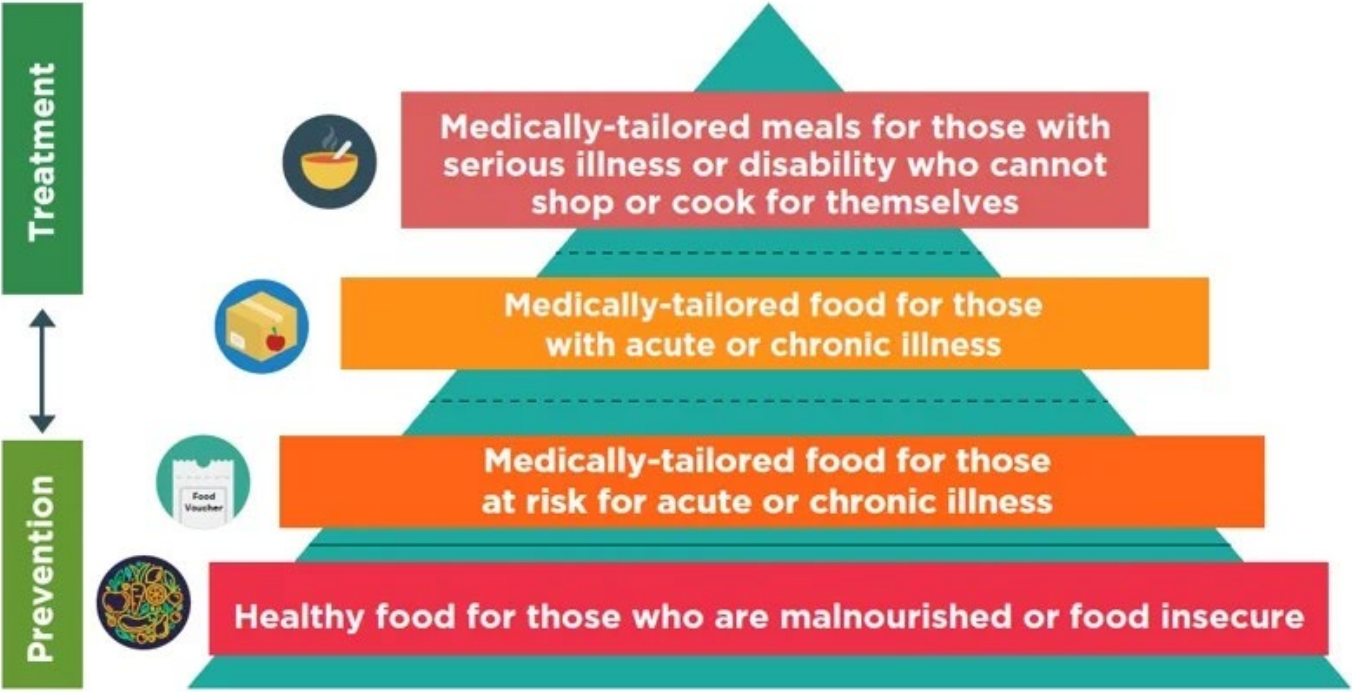 Treatment
Medically-tailored meals for those with
serious illness or disability who cannot
shop or cook for themselves
Medically-tailored food for those
with acute or chronic illness
Medically-tailored food for those
at risk for acute or chronic illness
Food
Voucher
Prevention
Healthy food for those who are malnourished or food insecure